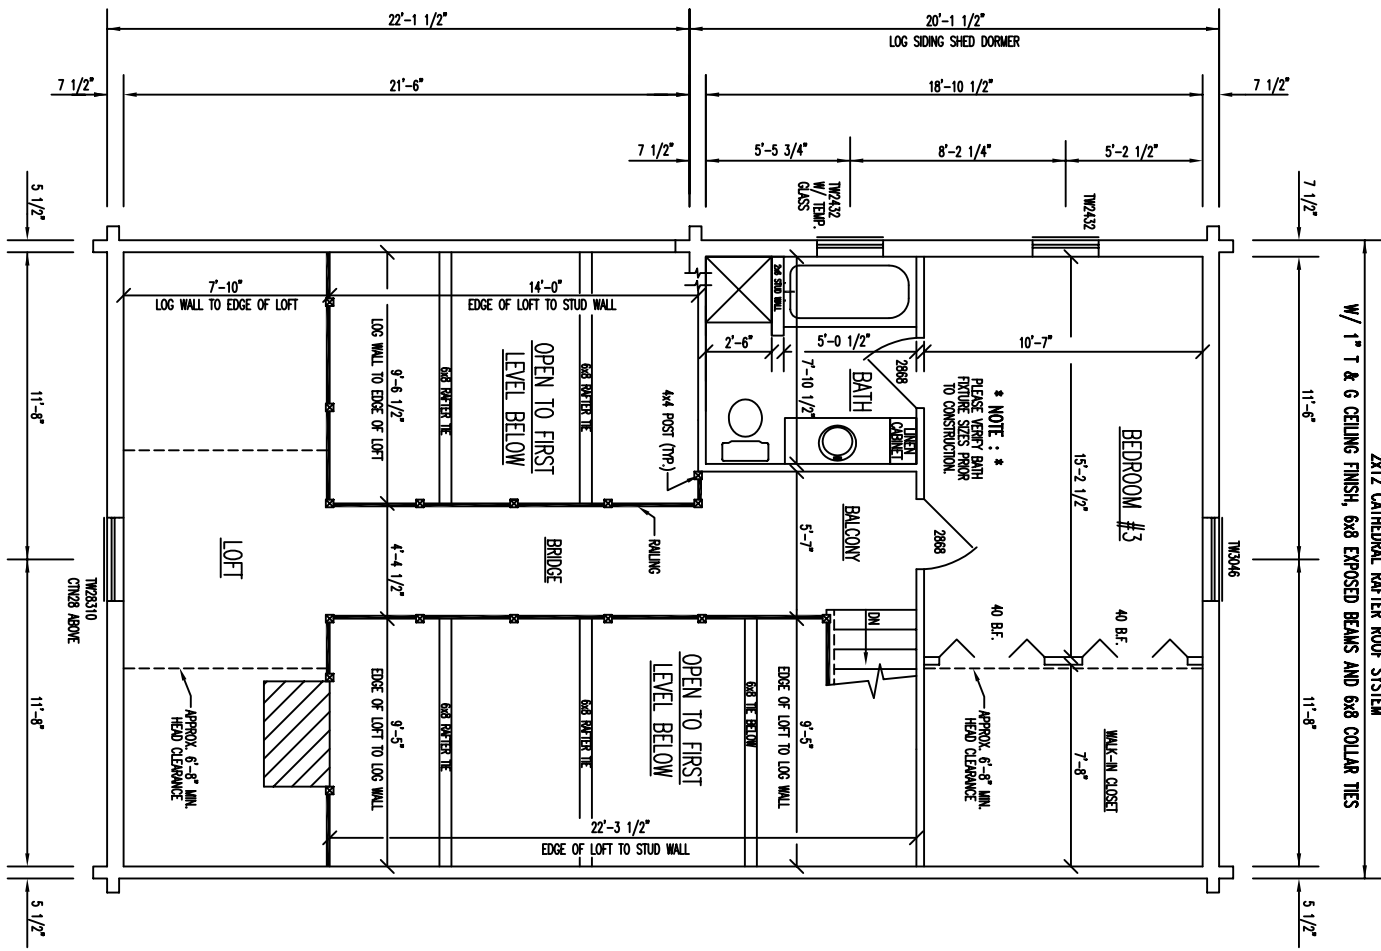 22'-1 1/2"
20'-1 1/2"
LOG SIDING SHED DORMER
7 1/2"
21'-6"
18'-10 1/2"
7 1/2"
7 1/2"
5'-5 3/4"
8'-2 1/4"
5'-2 1/2"
5 1/2"
TW2432
W/ TEMP.
GLASS
TW2432
7 1/2"
7'-10"
LOG WALL TO EDGE OF LOFT
14'-0"
EDGE OF LOFT TO STUD WALL
2x6 STUD WALL
2'-6"
5'-0 1/2"
10'-7"
11'-8"
LOG WALL TO EDGE OF LOFT
9'-6 1/2"
6x8 RAFTER TIE
OPEN TO FIRST
LEVEL BELOW
6x8 RAFTER TIE
4x4 POST (TYP.)
7'-10 1/2"
BATH
2868
LINEN
CABINET
* NOTE : *
PLEASE VERIFY BATH
FIXTURE SIZES PRIOR
TO CONSTRUCTION.
15'-2 1/2"
BEDROOM #3
11'-6"
2x12 CATHEDRAL RAFTER ROOF SYSTEM
W/ 1" T & G CEILING FINISH, 6x8 EXPOSED BEAMS AND 6x8 COLLAR TIES
LOFT
4'-4 1/2"
BRIDGE
RAILING
5'-7"
BALCONY
2868
TW3046
TW28310
CTN28 ABOVE
DN
40 B.F.
40 B.F.
11'-8"
APPROX. 6'-8" MIN.
HEAD CLEARANCE
EDGE OF LOFT TO LOG WALL
9'-5"
6x8 RAFTER TIE
6x8 RAFTER TIE
OPEN TO FIRST
LEVEL BELOW
6x8 TIE BELOW
EDGE OF LOFT TO LOG WALL
9'-5"
APPROX. 6'-8" MIN.
HEAD CLEARANCE
7'-8"
WALK-IN CLOSET
11'-8"
22'-3 1/2"
EDGE OF LOFT TO STUD WALL
5 1/2"
5 1/2"